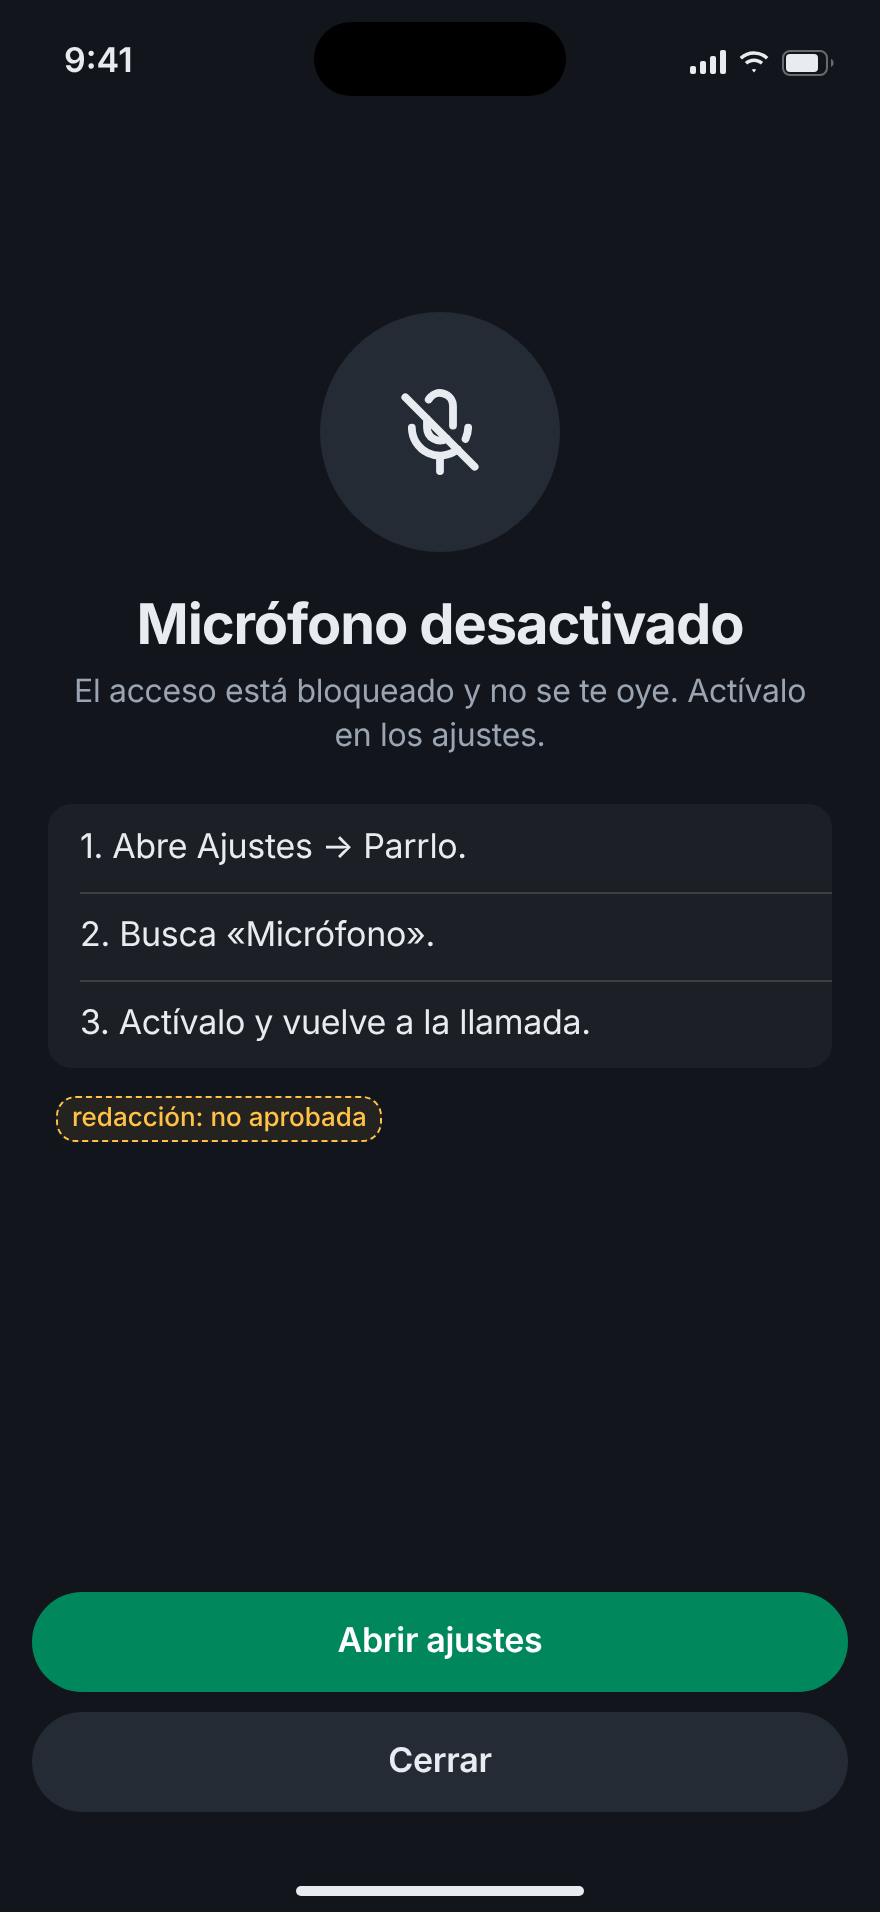 9:41
Micrófono desactivado
El acceso está bloqueado y no se te oye. Actívalo
en los ajustes.
1. Abre Ajustes → Parrlo.
2. Busca «Micrófono».
3. Actívalo y vuelve a la llamada.
redacción: no aprobada
Abrir ajustes
Cerrar